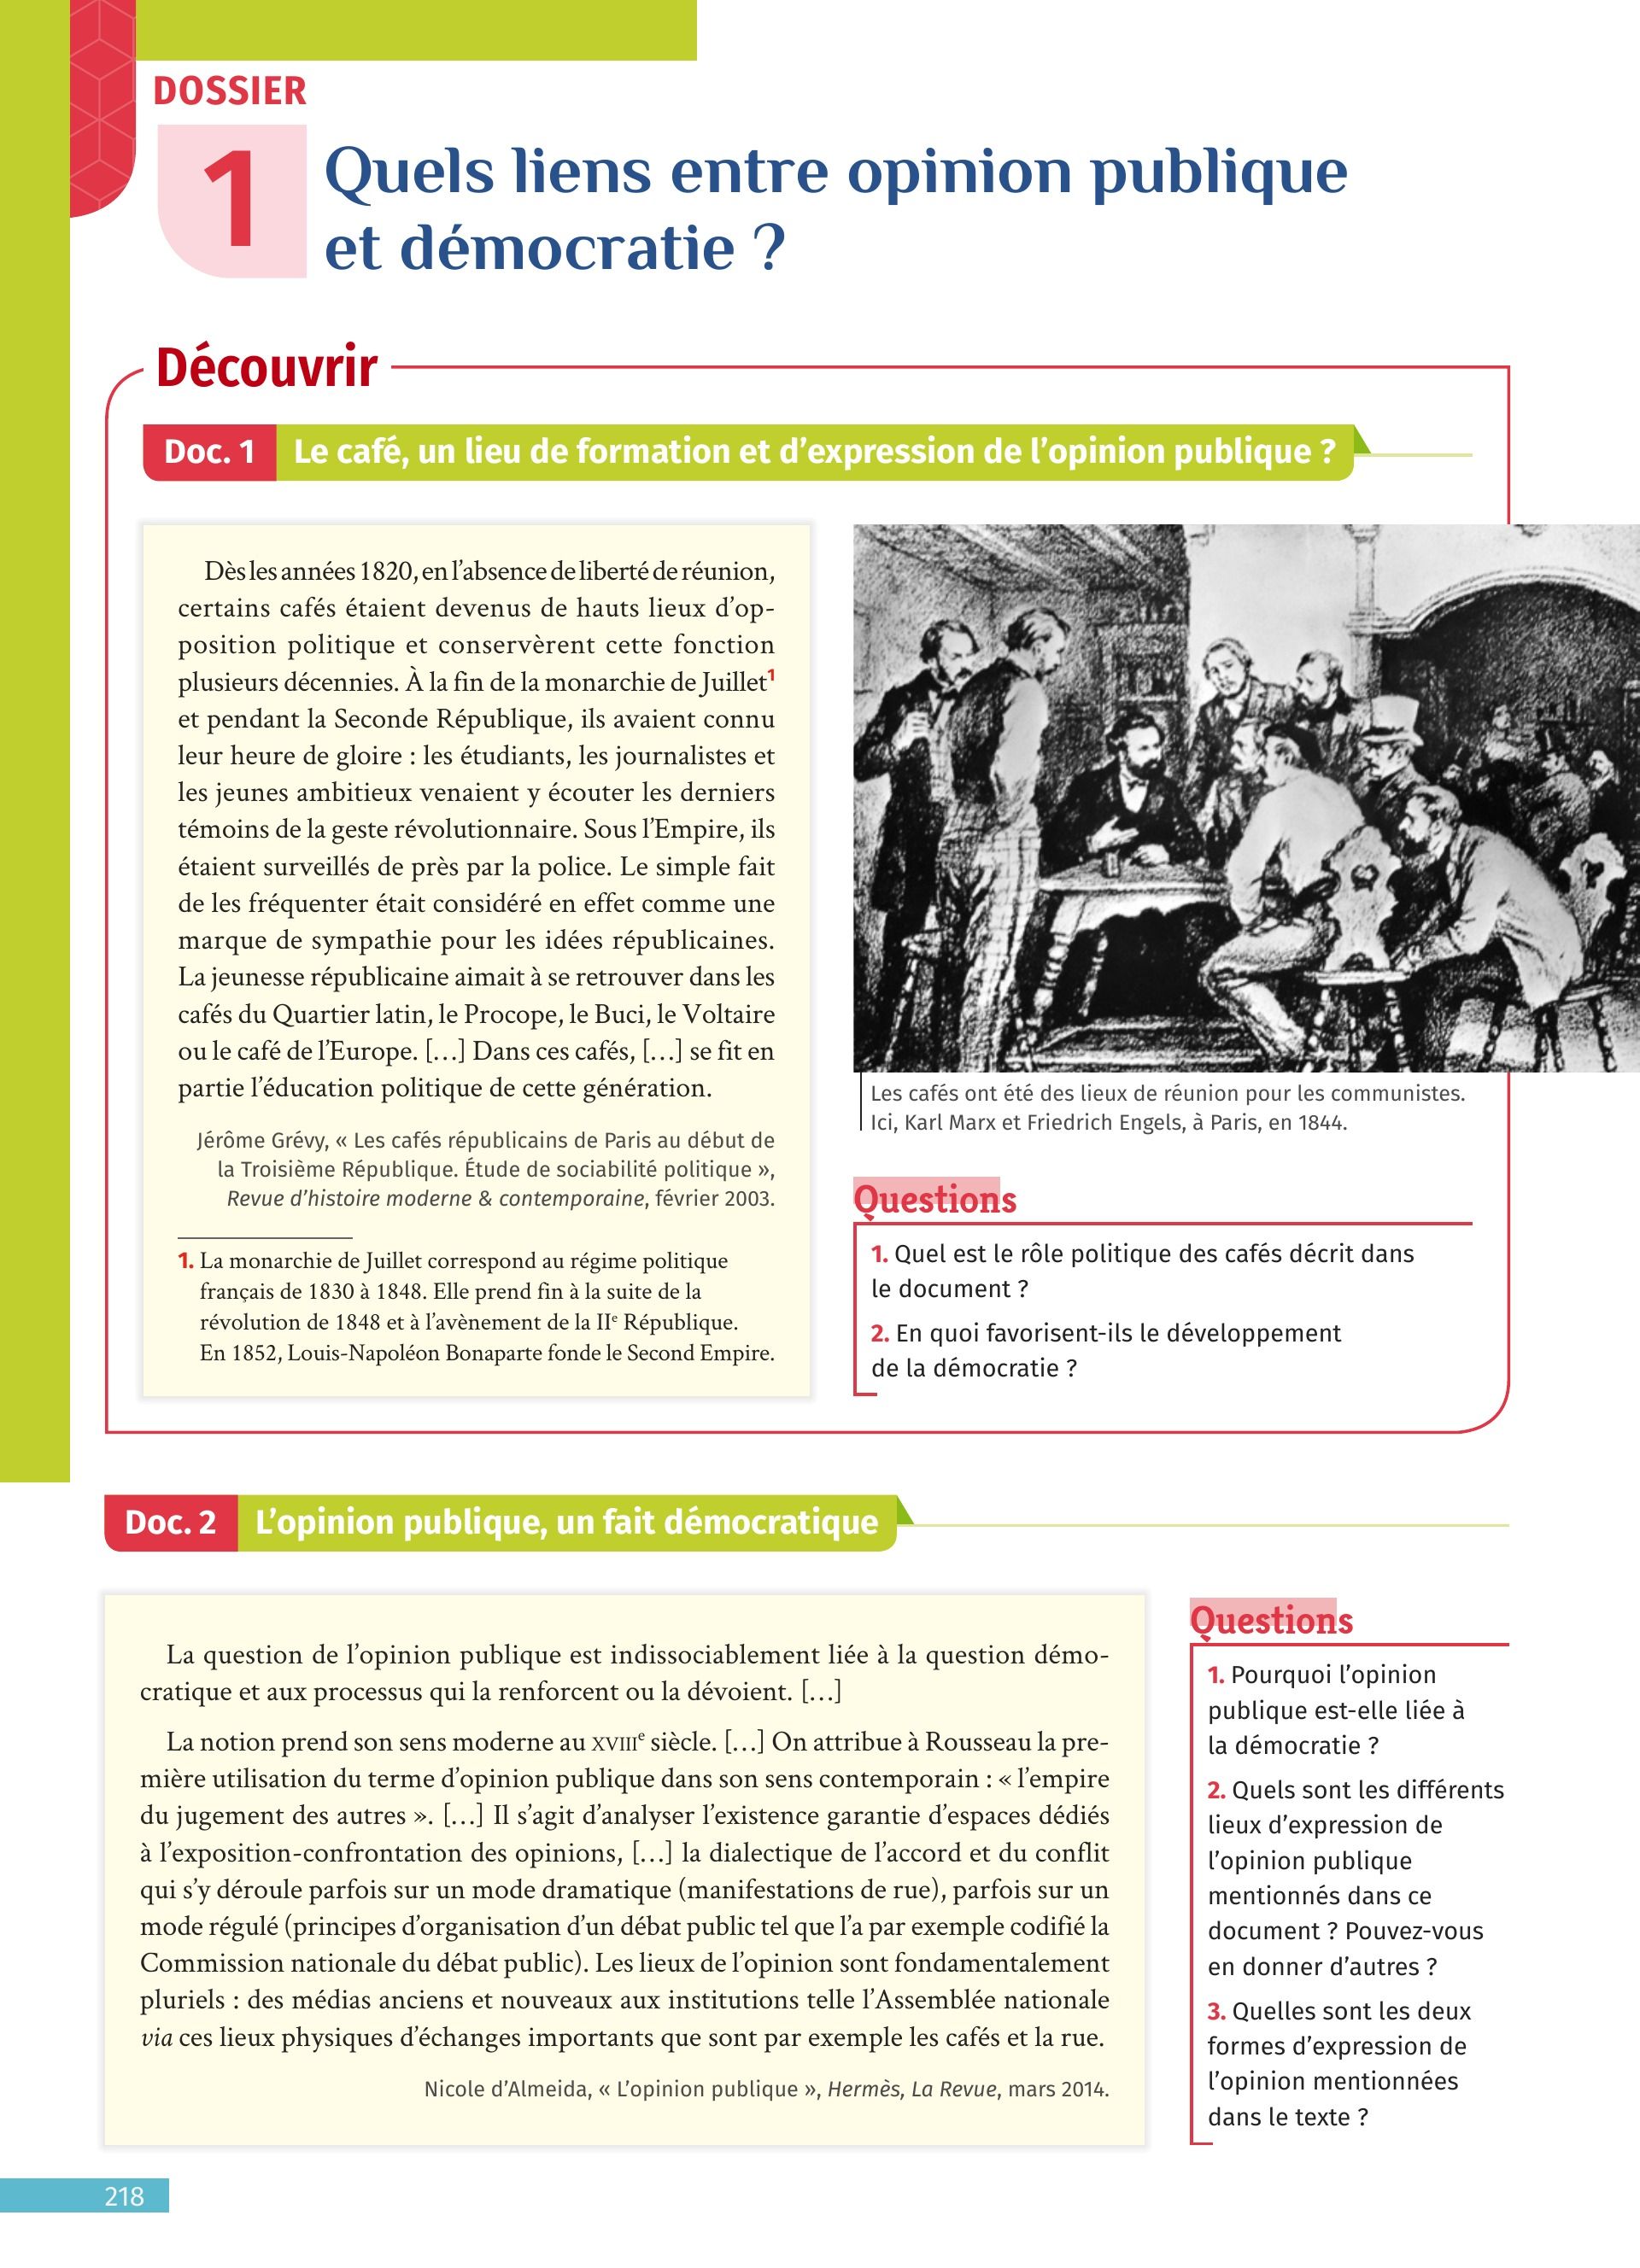 DOSSIER
1
Quels liens entre opinion publique
et démocratie ?
Découvrir
Doc. 1 Le café, un lieu de formation et d’expression de l’opinion publique ?
Dès les années 1820, en l’absence de liberté de réunion,
certains cafés étaient devenus de hauts lieux d’op-
position politique et conservèrent cette fonction
plusieurs décennies. À la fin de la monarchie de Juillet1
et pendant la Seconde République, ils avaient connu
leur heure de gloire : les étudiants, les journalistes et
les jeunes ambitieux venaient y écouter les derniers
témoins de la geste révolutionnaire. Sous l’Empire, ils
étaient surveillés de près par la police. Le simple fait
de les fréquenter était considéré en effet comme une
marque de sympathie pour les idées républicaines.
La jeunesse républicaine aimait à se retrouver dans les
cafés du Quartier latin, le Procope, le Buci, le Voltaire
ou le café de l’Europe. […] Dans ces cafés, […] se fit en
partie l’éducation politique de cette génération.
Jérôme Grévy, « Les cafés républicains de Paris au début de
la Troisième République. Étude de sociabilité politique »,
Revue d’histoire moderne & contemporaine, février 2003.
1. La monarchie de Juillet correspond au régime politique
français de 1830 à 1848. Elle prend fin à la suite de la
révolution de 1848 et à l’avènement de la IIe République.
En 1852, Louis-Napoléon Bonaparte fonde le Second Empire.
Les cafés ont été des lieux de réunion pour les communistes.
Ici, Karl Marx et Friedrich Engels, à Paris, en 1844.
Questions
1. Quel est le rôle politique des cafés décrit dans
le document ?
2. En quoi favorisent-ils le développement
de la démocratie ?
Doc. 2 L’opinion publique, un fait démocratique
La question de l’opinion publique est indissociablement liée à la question démo-
cratique et aux processus qui la renforcent ou la dévoient. […]
La notion prend son sens moderne au XVIIIe siècle. […] On attribue à Rousseau la pre-
mière utilisation du terme d’opinion publique dans son sens contemporain : « l’empire
du jugement des autres ». […] Il s’agit d’analyser l’existence garantie d’espaces dédiés
à l’exposition-confrontation des opinions, […] la dialectique de l’accord et du conflit
qui s’y déroule parfois sur un mode dramatique (manifestations de rue), parfois sur un
mode régulé (principes d’organisation d’un débat public tel que l’a par exemple codifié la
Commission nationale du débat public). Les lieux de l’opinion sont fondamentalement
pluriels : des médias anciens et nouveaux aux institutions telle l’Assemblée nationale
via ces lieux physiques d’échanges importants que sont par exemple les cafés et la rue.
Nicole d’Almeida, « L’opinion publique », Hermès, La Revue, mars 2014.
Questions
1. Pourquoi l’opinion
publique est-elle liée à
la démocratie ?
2. Quels sont les différents
lieux d’expression de
l’opinion publique
mentionnés dans ce
document ? Pouvez-vous
en donner d’autres ?
3. Quelles sont les deux
formes d’expression de
l’opinion mentionnées
dans le texte ?
218